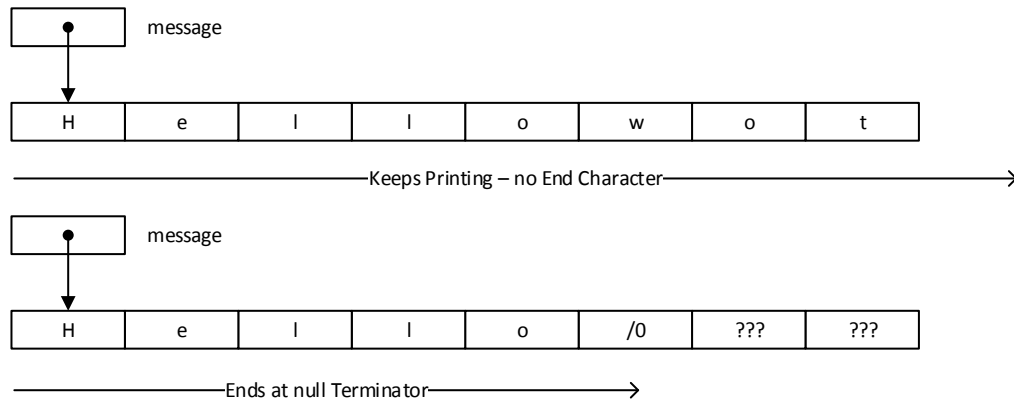 message
H e l l o w o t
Keeps Printing – no End Character
message
H e l l o /0 ??? ???
Ends at null Terminator